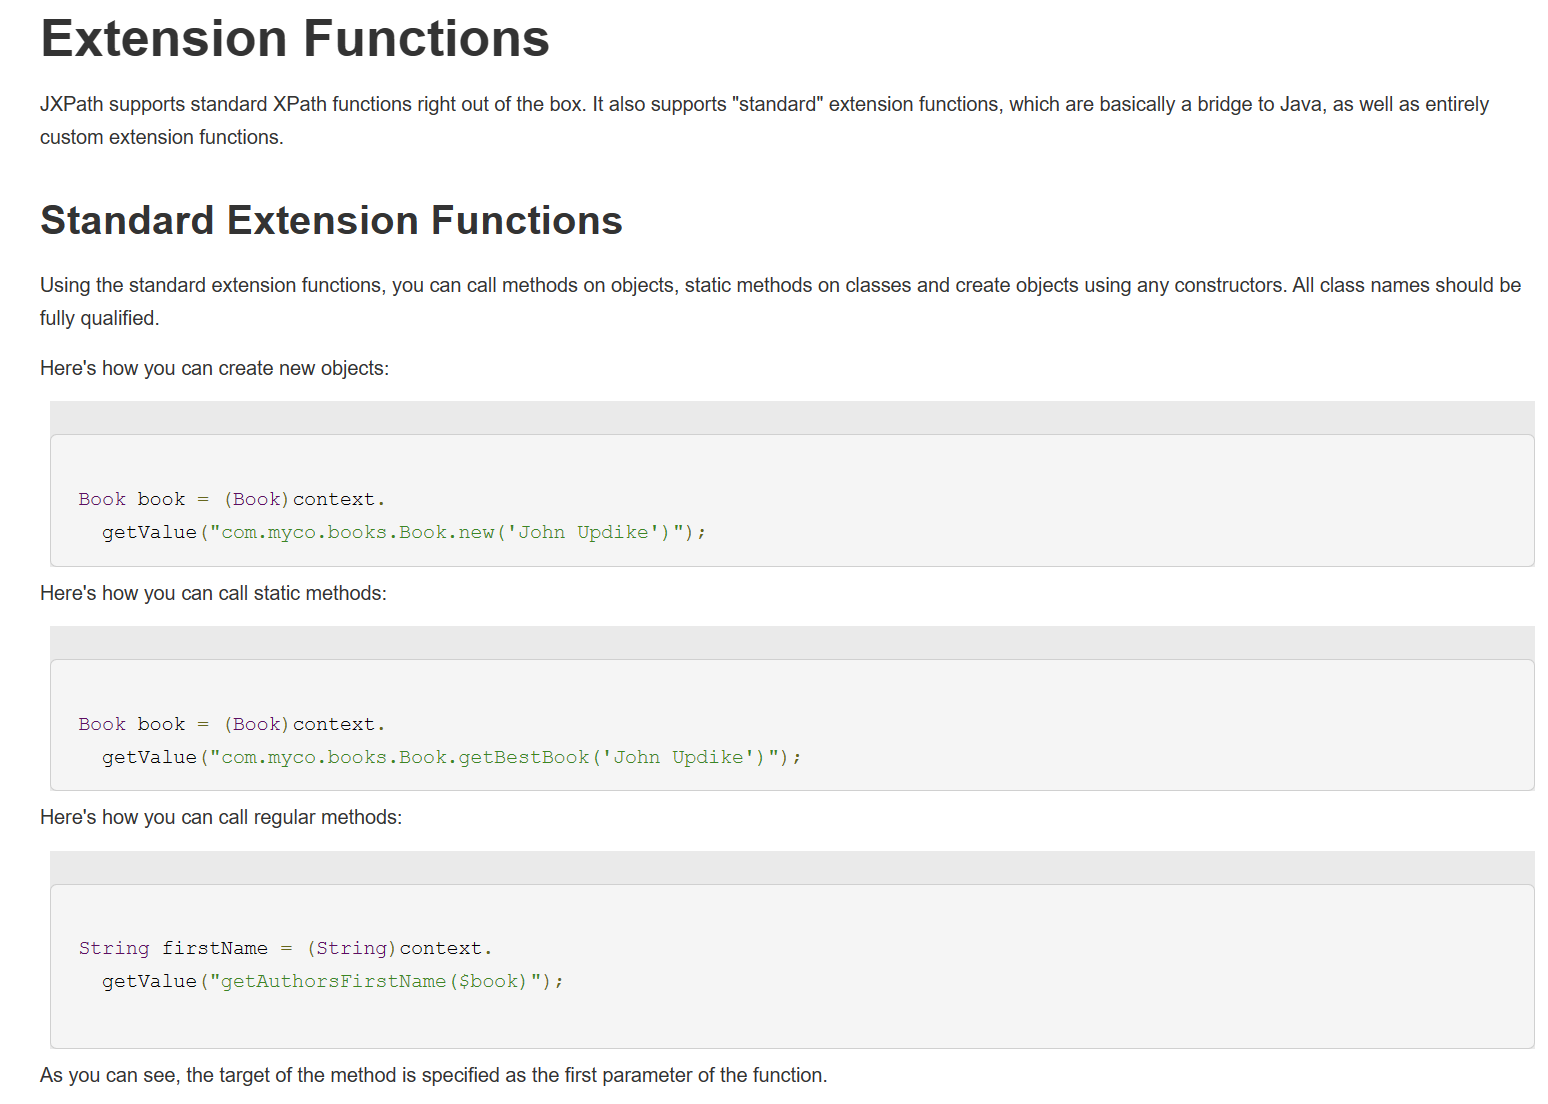 Extension Functions
JXPath supports standard XPath functions right out of the box. It also supports "standard" extension functions, which are basically a bridge to Java, as well as entirely
custom extension functions.
Standard Extension Functions
Using the standard extension functions, you can call methods on objects, static methods on classes and create objects using any constructors. All class names should be
fully qualified.
Here's how you can create new objects:
Book book = (Book)context.
getValue("com.myco.books.Book.new('John Updike')");
Here's how you can call static methods:
Book book = (Book)context.
getValue("com.myco.books.Book.getBestBook('John Updike')");
Here's how you can call regular methods:
String firstName = (String)context.
getValue("getAuthorsFirstName($book)");
As you can see, the target of the method is specified as the first parameter of the function.